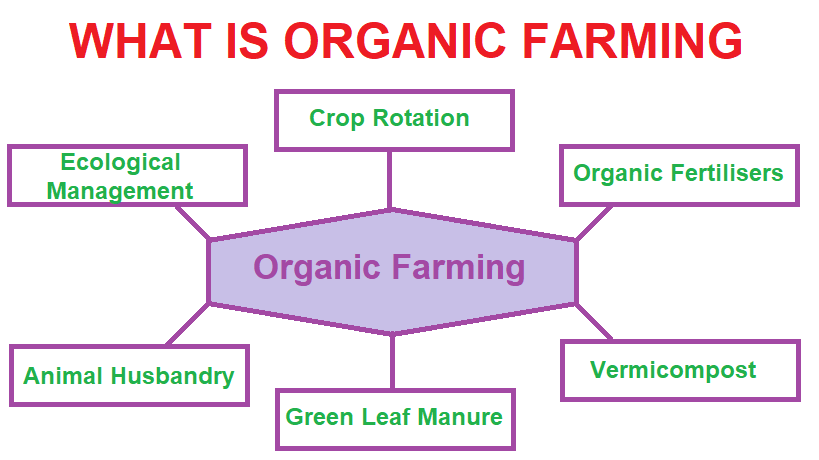 WHAT IS ORGANIC FARMING
Crop Rotation
Ecological
Management
Organic Fertilisers
Organic Farming
Animal Husbandry
Vermicompost
Green Leaf Manure